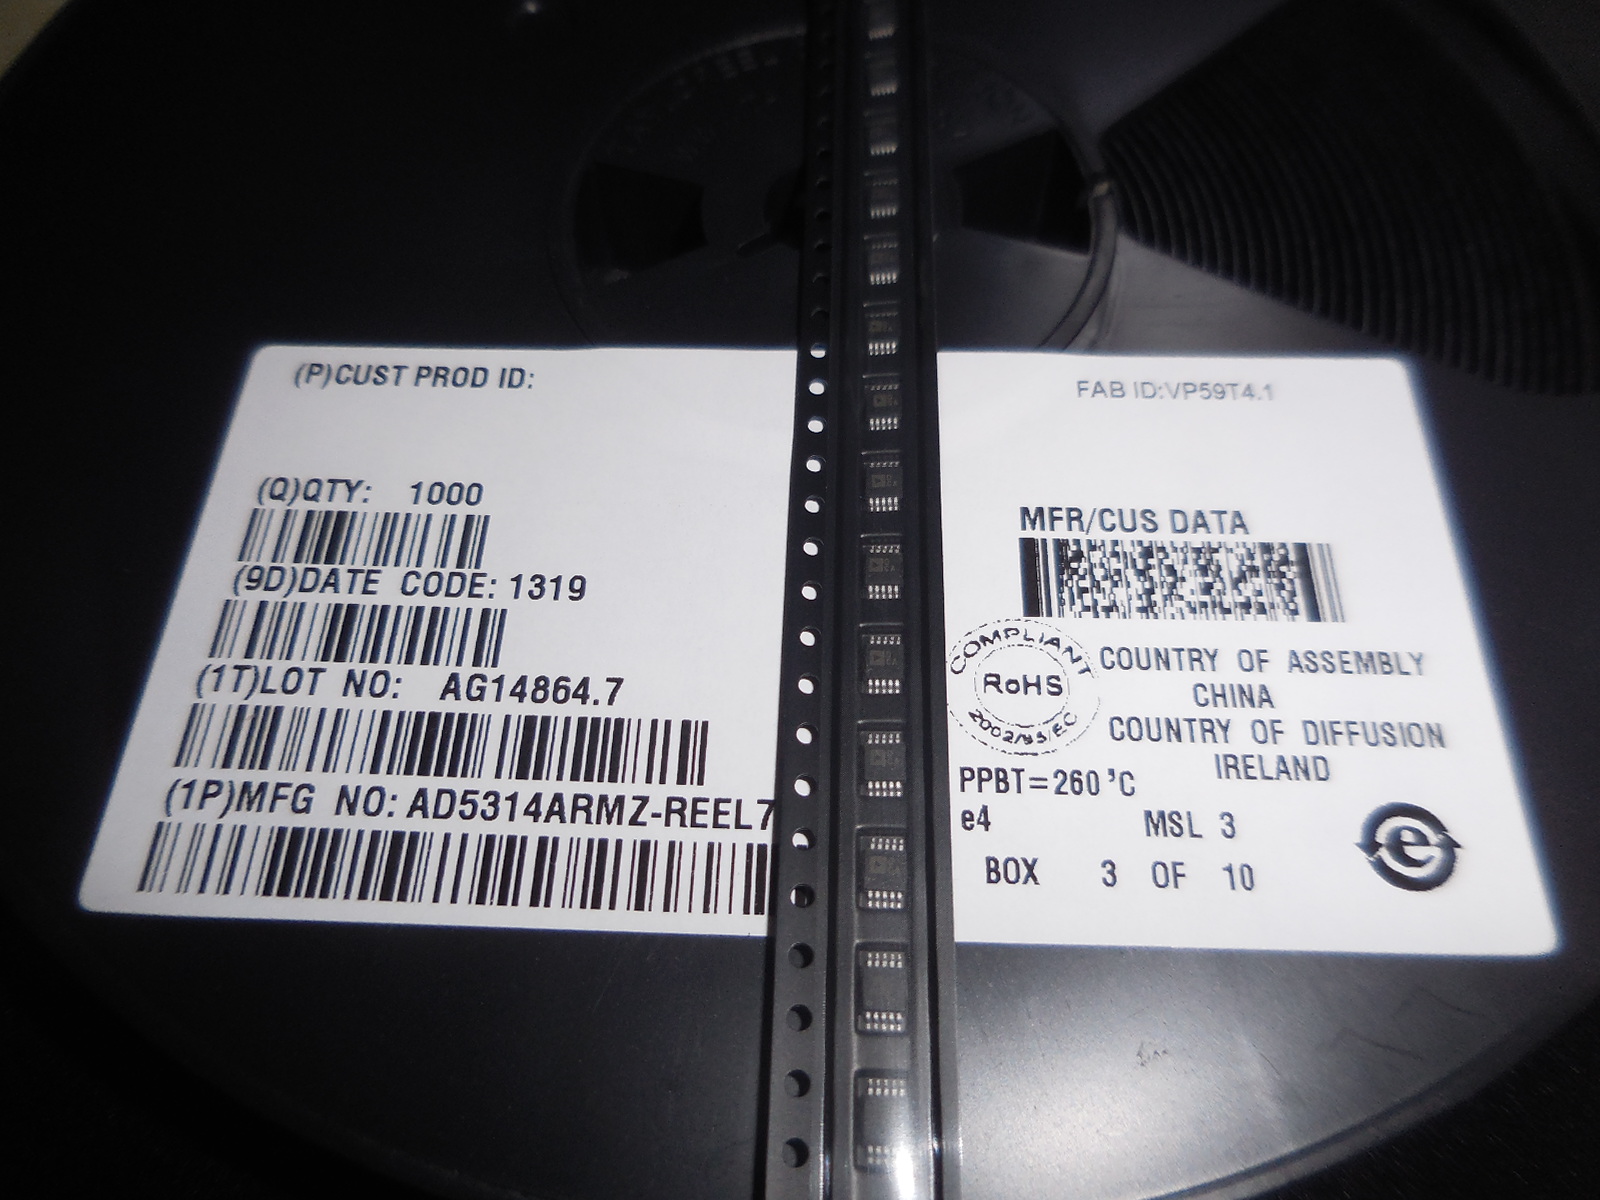 (P)CUST PROD ID:
FAB ID:VP59T4.1
(Q)QTY: 1000
(9D)DATE CODE: 1319
(1T)LOT NO: AG14864.7
(1P)MFG NO: AD5314ARMZ-REEL7
MFR/CUS DATA
COMPLIANT
RoHS
2002/95/EC
COUNTRY OF ASSEMBLY
CHINA
COUNTRY OF DIFFUSION
IRELAND
PPBT=260 'C
e4
MSL 3
BOX 3 OF 10
e